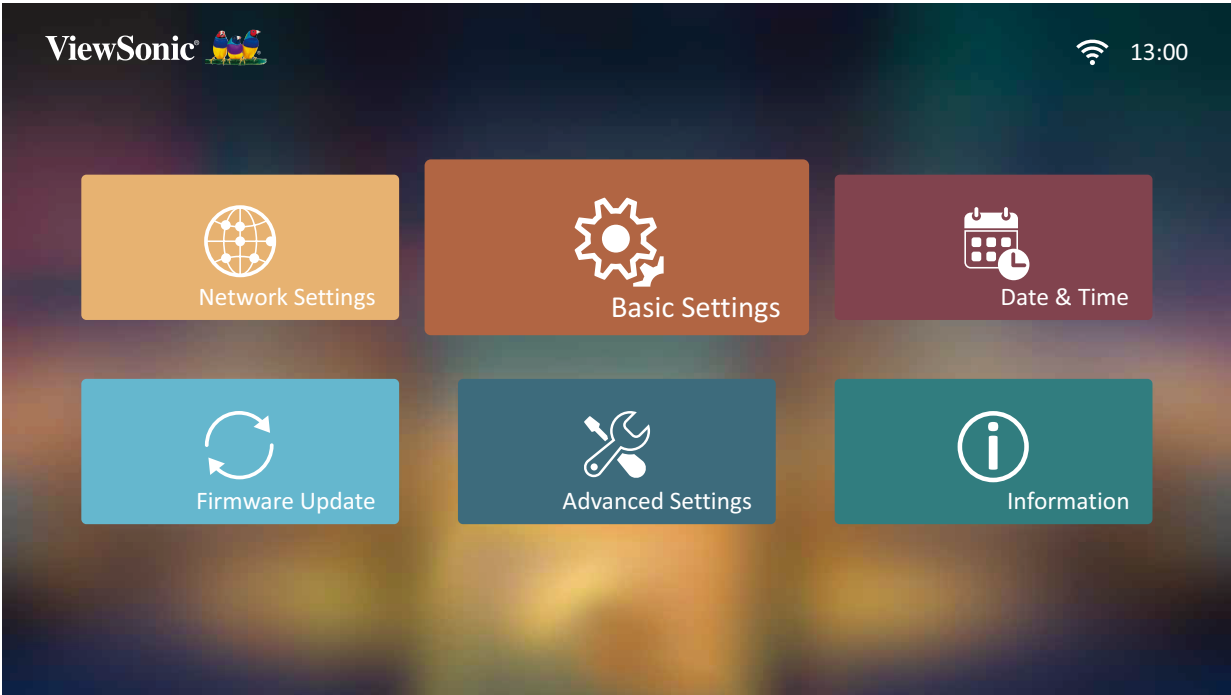 ViewSonic®
13:00
Network Settings
Basic Settings
Date & Time
Firmware Update
Advanced Settings
Information